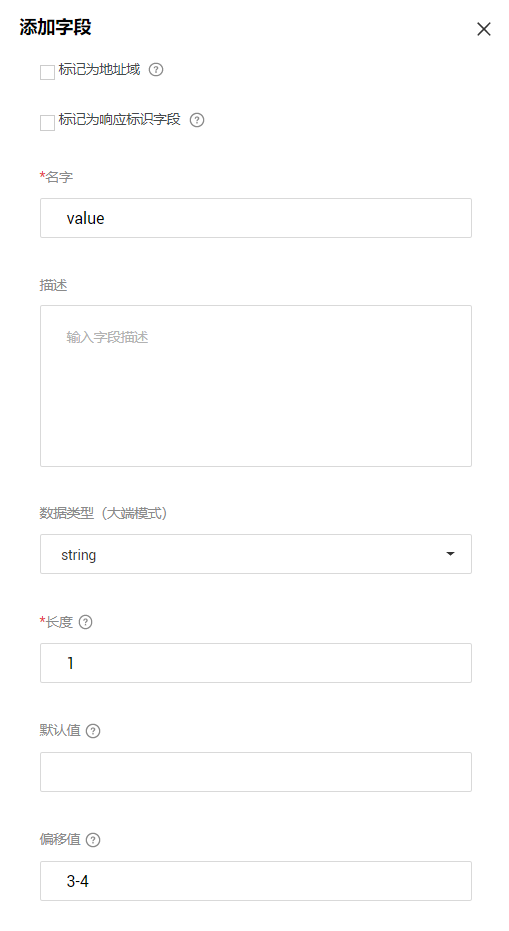 添加字段
标记为地址域
标记为响应标识字段
*名字
value
描述
输入字段描述
数据类型（大端模式）
string
*长度
1
默认值
偏移值
3-4